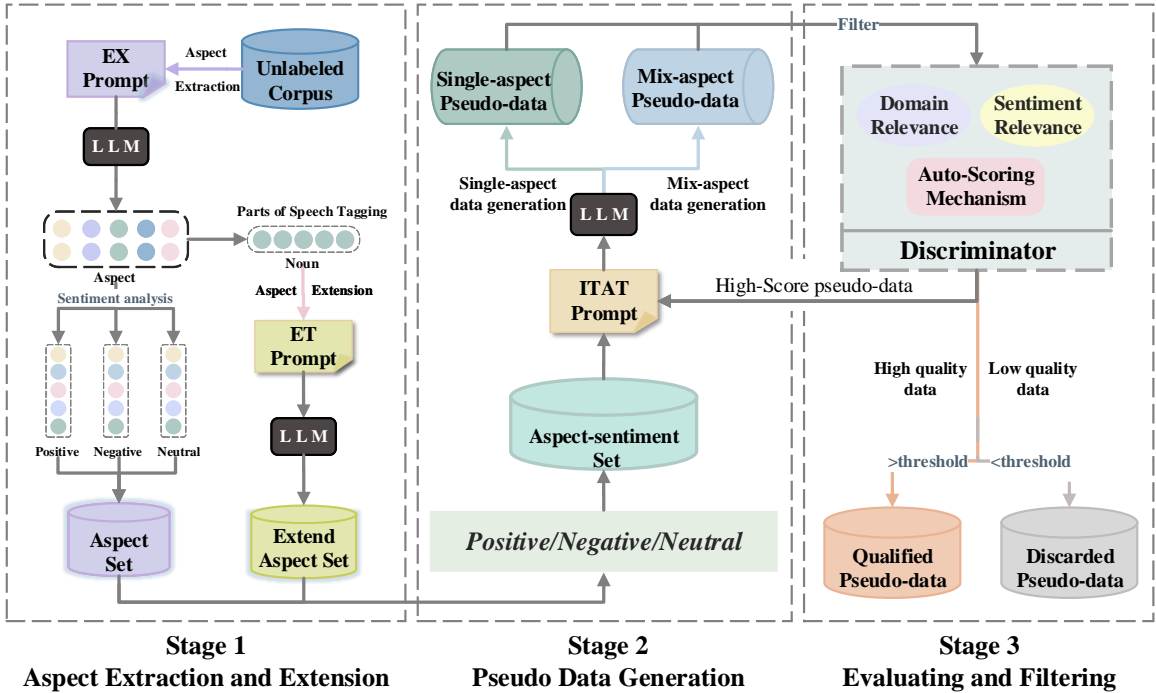 EX
Prompt
Aspect
Extraction
Unlabeled
Corpus
LLM
Aspect
Parts of Speech Tagging
Noun
Sentiment analysis
Aspect Extension
ET
Prompt
LLM
Positive
Negative
Neutral
Aspect
Set
Extend
Aspect Set
Stage 1
Aspect Extraction and Extension
Single-aspect
Pseudo-data
Mix-aspect
Pseudo-data
Single-aspect
data generation
Mix-aspect
data generation
LLM
ITAT
Prompt
Aspect-sentiment
Set
Positive/Negative/Neutral
Stage 2
Pseudo Data Generation
Filter
Domain
Relevance
Sentiment
Relevance
Auto-Scoring
Mechanism
Discriminator
High-Score pseudo-data
High quality
data
Low quality
data
>threshold
<threshold
Qualified
Pseudo-data
Discarded
Pseudo-data
Stage 3
Evaluating and Filtering